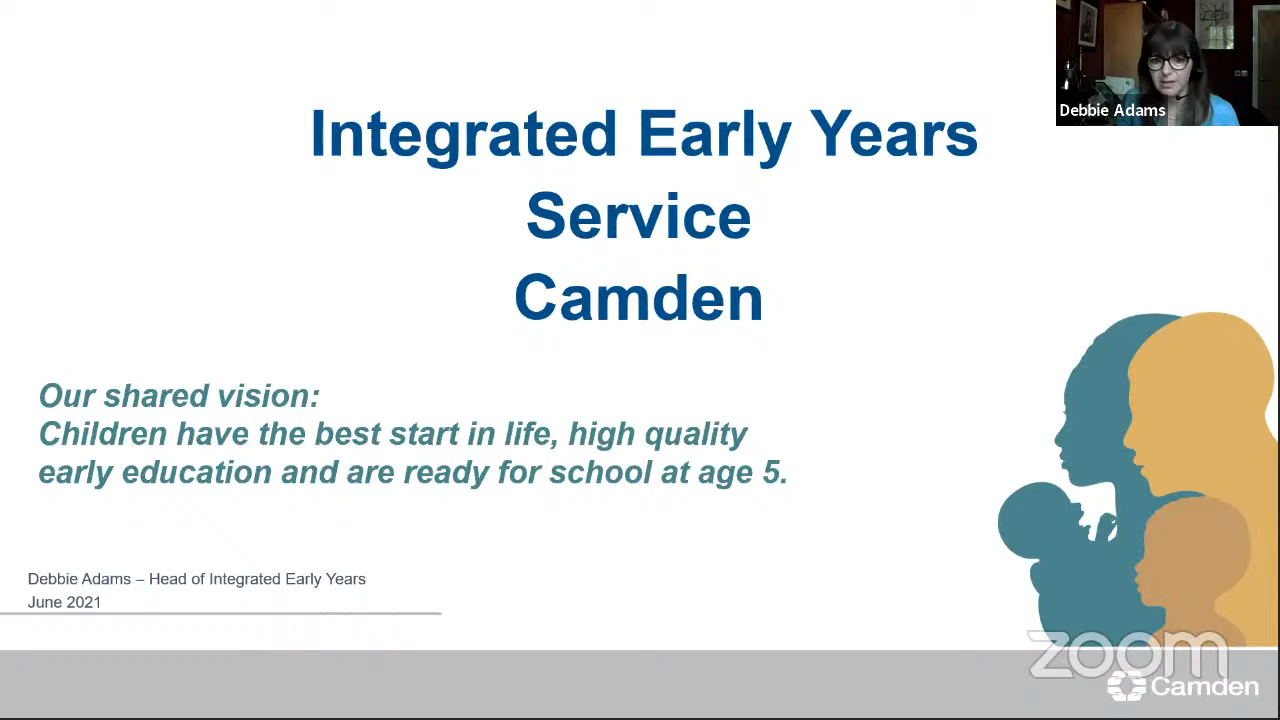 Debbie Adams
Integrated Early Years
Service
Camden
Our shared vision:
Children have the best start in life, high quality
early education and are ready for school at age 5.
Debbie Adams – Head of Integrated Early Years
June 2021
zoom
Camden